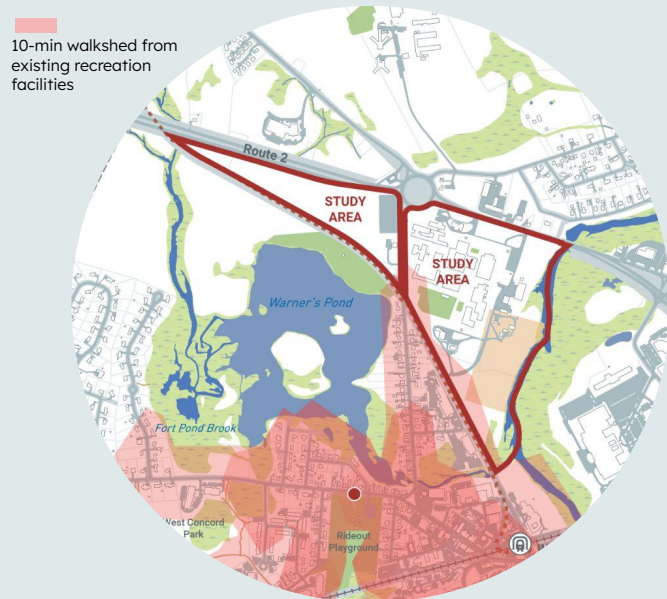 10-min walkshed from
existing recreation
facilities
Route 2
STUDY
AREA
STUDY
AREA
Warner's Pond
Fort Pond Brook
West Concord
Park
Rideout
Playground